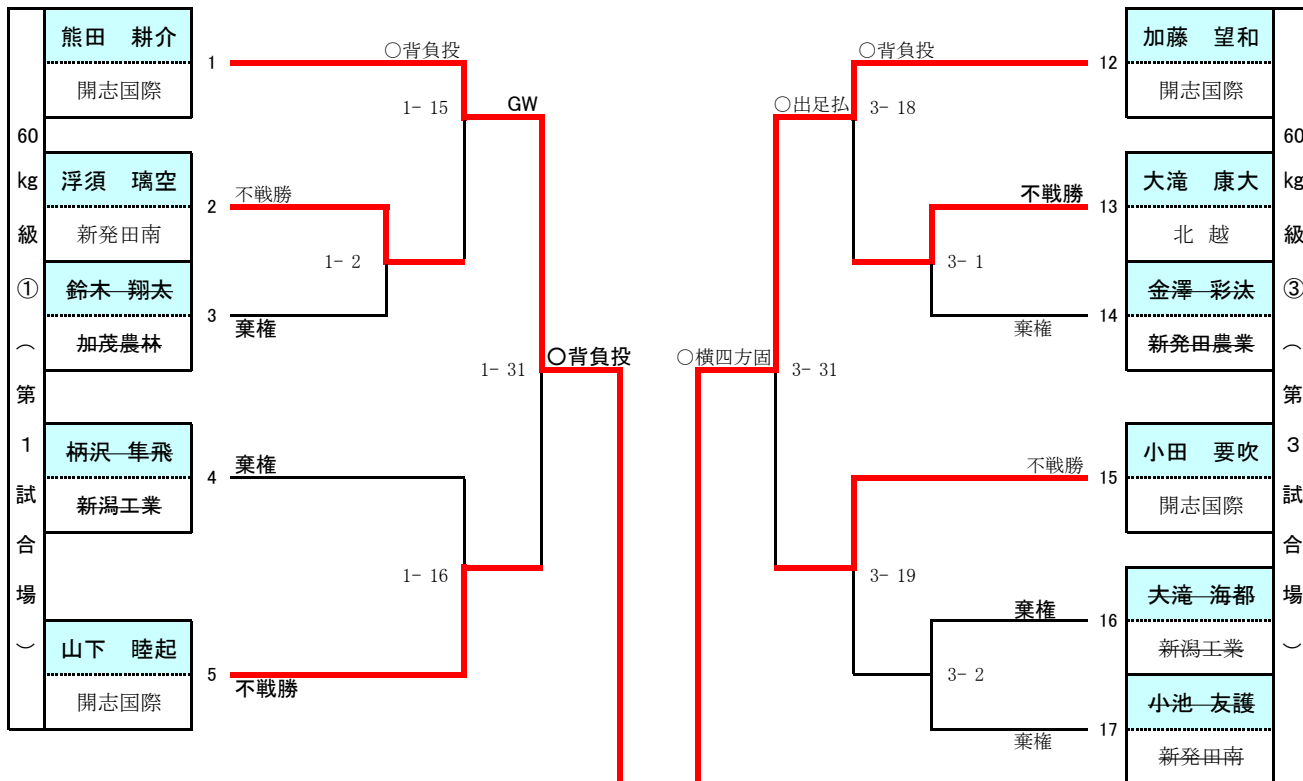 60kg級①（第1試合場）
熊田 耕介
開志国際
1
○背負投
1- 15
GW
浮須 璃空
新発田南
2
不戦勝
1- 2
鈴木 翔太
加茂農林
3
棄権
1- 31
○背負投
柄沢 隼飛
新潟工業
4
棄権
1- 16
山下 睦起
開志国際
5
不戦勝
60kg級③（第3試合場）
加藤 望和
開志国際
12
○背負投
○出足払
3- 18
大滝 康大
北 越
13
不戦勝
3- 1
金澤 彩汰
新発田農業
14
棄権
○横四方固
3- 31
小田 要吹
開志国際
15
不戦勝
3- 19
大滝 海都
新潟工業
16
棄権
3- 2
小池 友護
新発田南
17
棄権